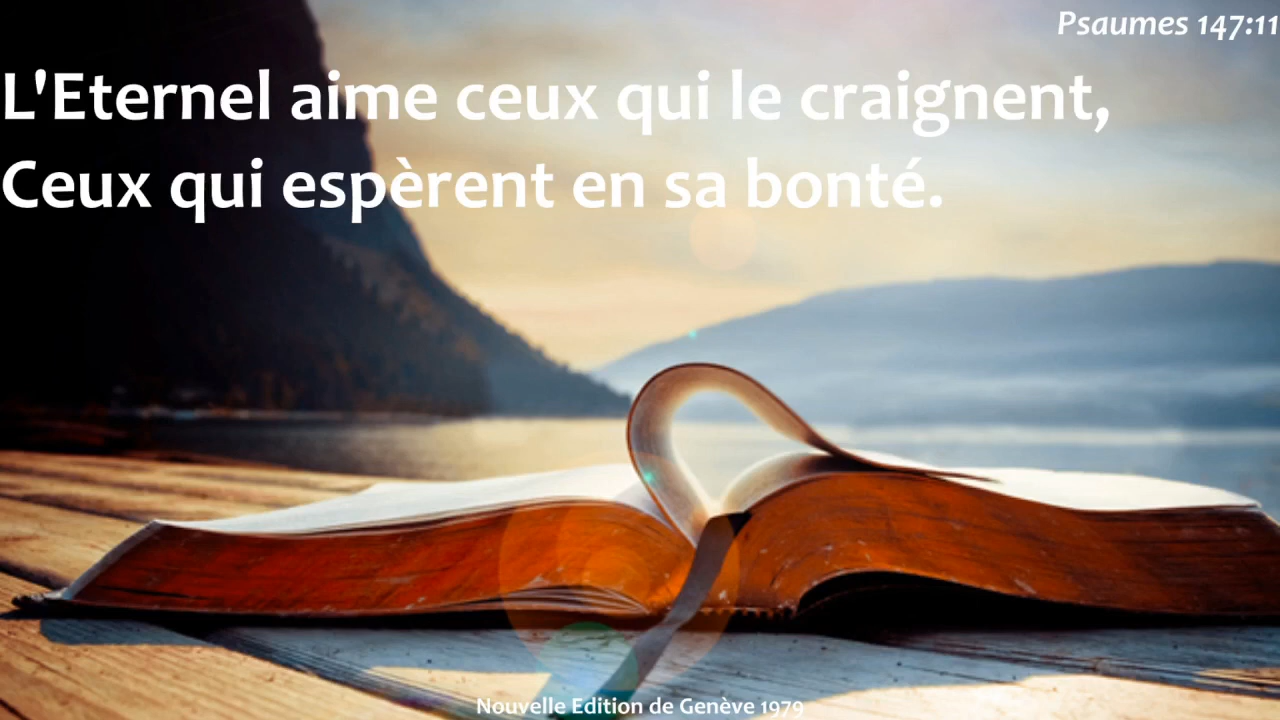 Psaumes 147:11
L'Eternel aime ceux qui le craignent,
Ceux qui espèrent en sa bonté.
Nouvelle Edition de Genève 1979